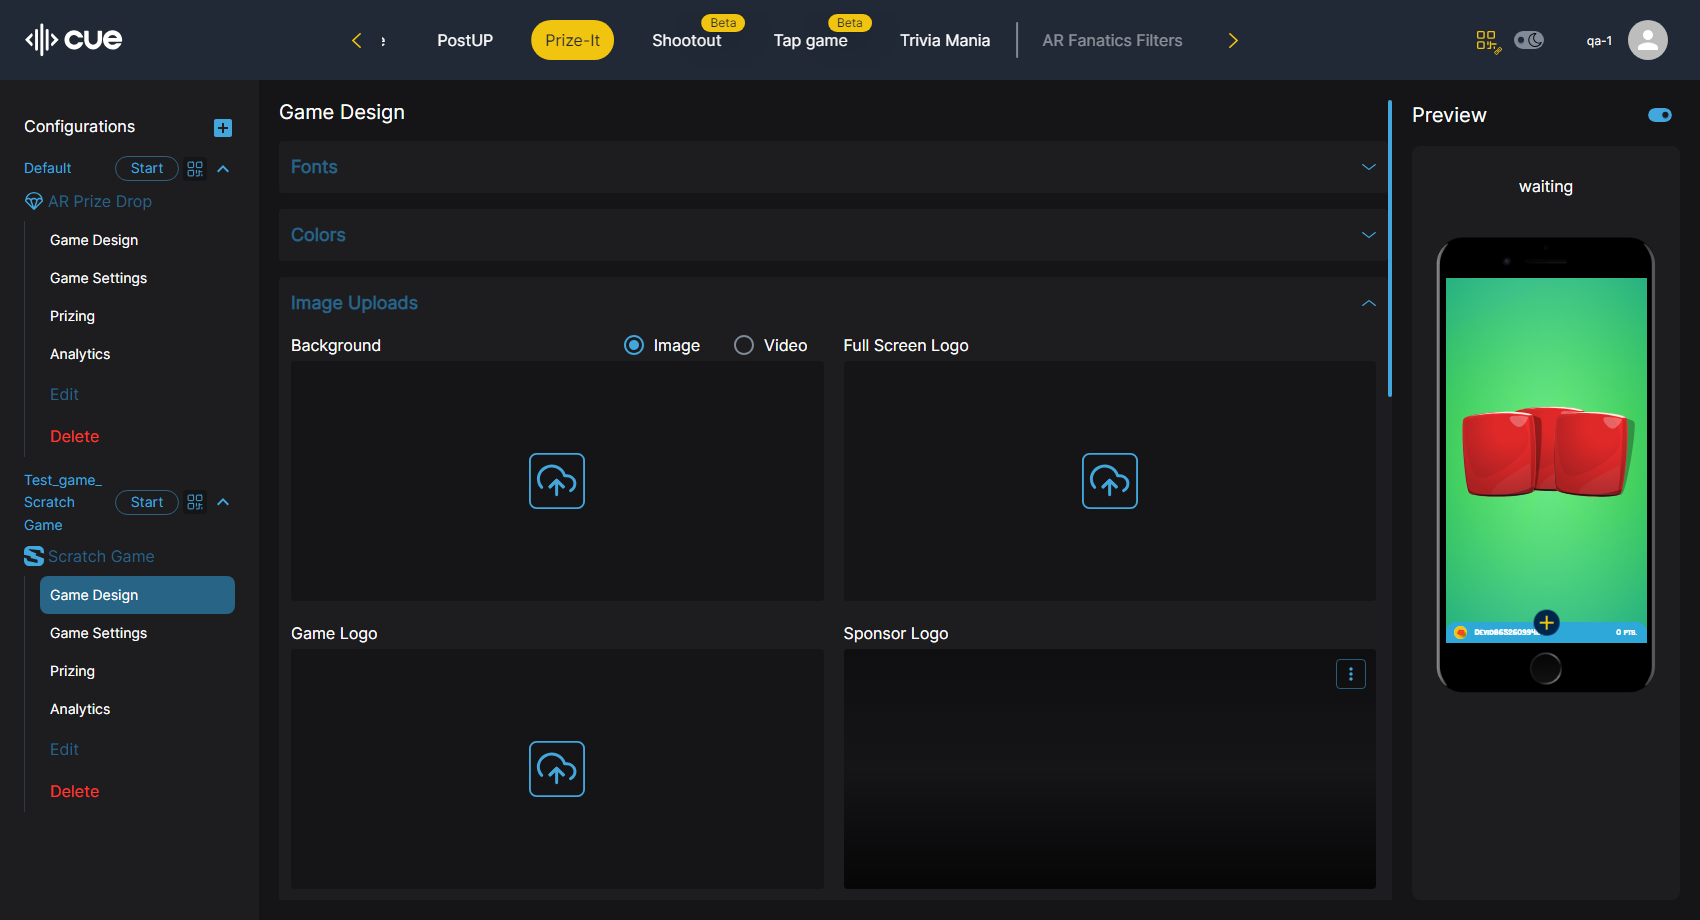 cue
PostUP
Prize-It
Beta
Shootout
Beta
Tap game
Trivia Mania
AR Fanatics Filters
qa-1
Configurations
Default
Start
AR Prize Drop
Game Design
Game Settings
Prizing
Analytics
Edit
Delete
Test_game_
Scratch
Game
Start
Scratch Game
Game Design
Game Settings
Prizing
Analytics
Edit
Delete
Game Design
Fonts
Colors
Image Uploads
Background
Image
Video
Full Screen Logo
Game Logo
Sponsor Logo
Preview
waiting
0 PTS.